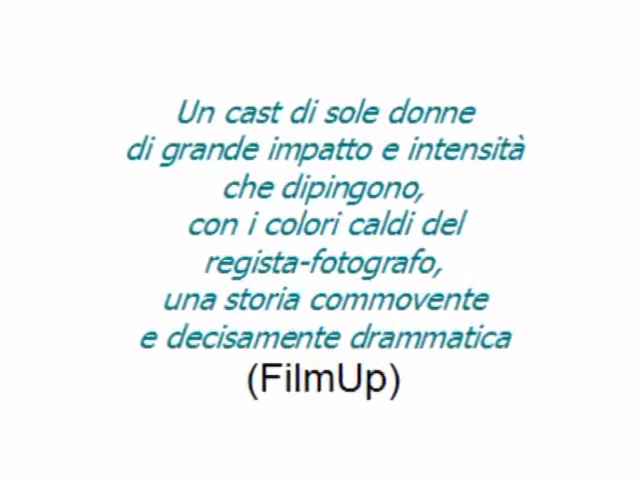 Un cast di sole donne
di grande impatto e intensità
che dipingono,
con i colori caldi del
regista-fotografo,
una storia commovente
e decisamente drammatica
(FilmUp)